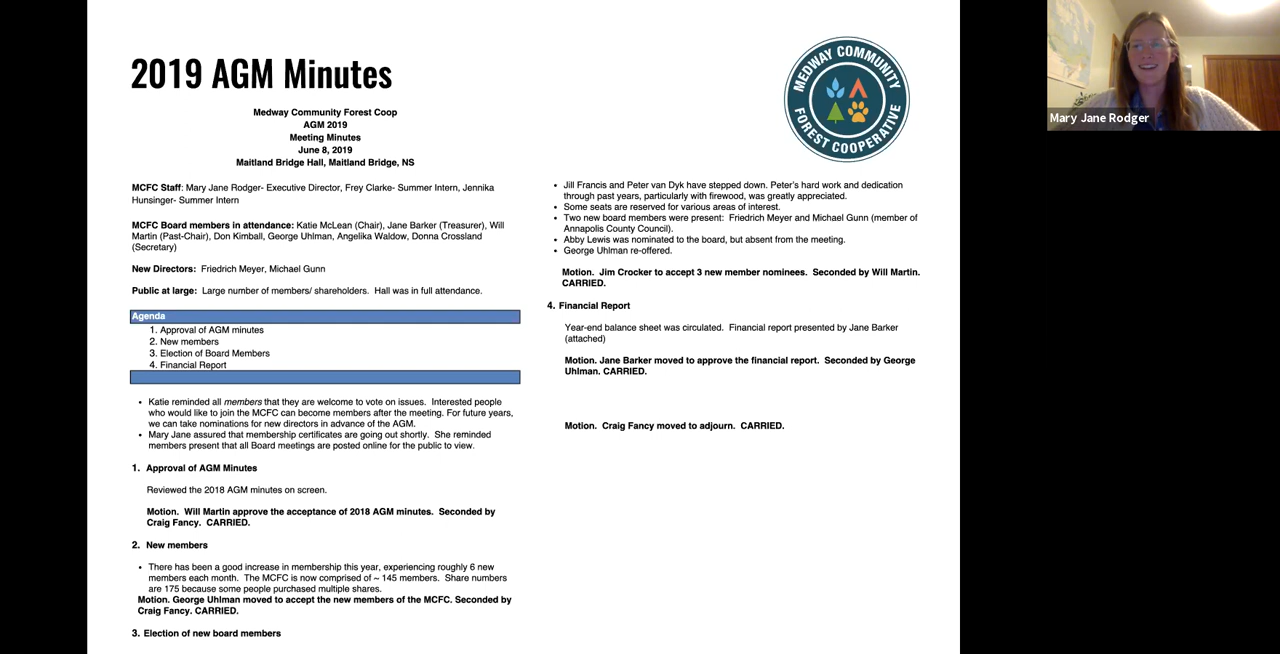 2019 AGM Minutes
MEDWAY COMMUNITY
FOREST COOPERATIVE
Mary Jane Rodger
Medway Community Forest Coop
AGM 2019
Meeting Minutes
June 8, 2019
Maitland Bridge Hall, Maitland Bridge, NS
MCFC Staff: Mary Jane Rodger- Executive Director, Frey Clarke- Summer Intern, Jennika
Hunsinger- Summer Intern
MCFC Board members in attendance: Katie McLean (Chair), Jane Barker (Treasurer), Will
Martin (Past-Chair), Don Kimball, George Uhlman, Angelika Waldow, Donna Crossland
(Secretary)
New Directors:  Friedrich Meyer, Michael Gunn
Public at large:  Large number of members/ shareholders.  Hall was in full attendance.
Agenda
1. Approval of AGM minutes
2. New members
3. Election of Board Members
4. Financial Report
• Katie reminded all members that they are welcome to vote on issues.  Interested people
who would like to join the MCFC can become members after the meeting. For future years,
we can take nominations for new directors in advance of the AGM.
• Mary Jane assured that membership certificates are going out shortly.  She reminded
members present that all Board meetings are posted online for the public to view.
1. Approval of AGM Minutes
Reviewed the 2018 AGM minutes on screen.
Motion.  Will Martin approve the acceptance of 2018 AGM minutes.  Seconded by
Craig Fancy.  CARRIED.
2. New members
• There has been a good increase in membership this year, experiencing roughly 6 new
members each month.  The MCFC is now comprised of ~ 145 members.  Share numbers
are 175 because some people purchased multiple shares.
Motion. George Uhlman moved to accept the new members of the MCFC. Seconded by
Craig Fancy. CARRIED.
3. Election of new board members
• Jill Francis and Peter van Dyk have stepped down. Peter's hard work and dedication
through past years, particularly with firewood, was greatly appreciated.
• Some seats are reserved for various areas of interest.
• Two new board members were present:  Friedrich Meyer and Michael Gunn (member of
Annapolis County Council).
• Abby Lewis was nominated to the board, but absent from the meeting.
• George Uhlman re-offered.
Motion.  Jim Crocker to accept 3 new member nominees.  Seconded by Will Martin.
CARRIED.
4. Financial Report
Year-end balance sheet was circulated.  Financial report presented by Jane Barker
(attached)
Motion. Jane Barker moved to approve the financial report.  Seconded by George
Uhlman. CARRIED.
Motion.  Craig Fancy moved to adjourn.  CARRIED.